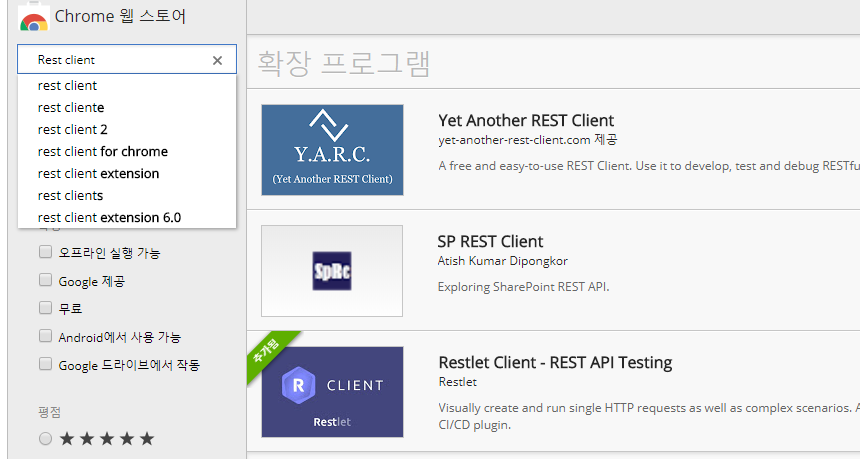 Chrome 웹 스토어
Rest client
rest client
rest cliente
rest client 2
rest client for chrome
rest client extension
rest clients
rest client extension 6.0
오프라인 실행 가능
Google 제공
무료
Android에서 사용 가능
Google 드라이브에서 작동
평점
확장 프로그램
Y.A.R.C.
(Yet Another REST Client)
Yet Another REST Client
yet-another-rest-client.com 제공
A free and easy-to-use REST Client. Use it to develop, test and debug RESTfu
SpRc
SP REST Client
Atish Kumar Dipongkor
Exploring SharePoint REST API.
추가됨
R CLIENT
Restlet
Restlet Client - REST API Testing
Restlet
Visually create and run single HTTP requests as well as complex scenarios. A
CI/CD plugin.